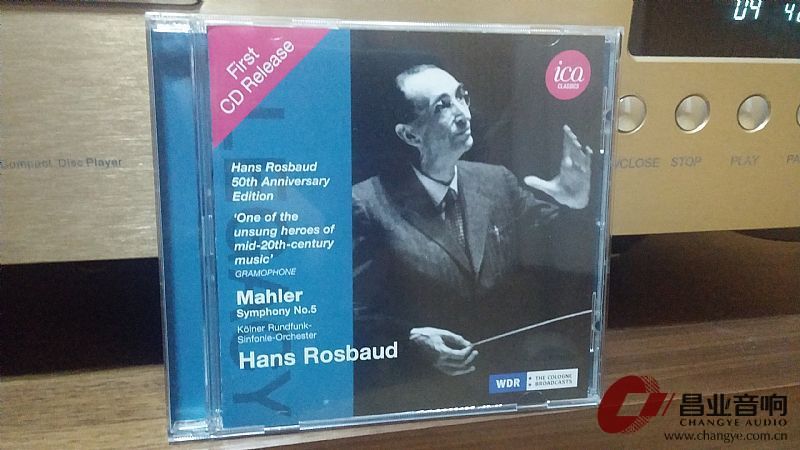 04
Compact Disc Player
/CLOSE
STOP
PLAY
First
CD Release
ica
CLASSICS
LEGACY
Hans Rosbaud
50th Anniversary
Edition
‘One of the
unsung heroes of
mid-20th-century
music’
GRAMOPHONE
Mahler
Symphony No.5
Kölner Rundfunk-
Sinfonie-Orchester
Hans Rosbaud
WDR
THE COLOGNE
BROADCASTS
昌业音响
CHANGYE AUDIO
www.changye.com.cn